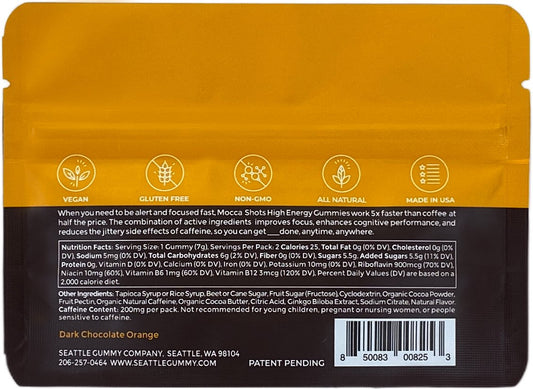 VEGAN GLUTEN FREE NON-GMO ALL NATURAL MADE IN USA
When you need to be alert and focused fast, Mocca Shots High Energy Gummies work 5x faster than coffee at
half the price. The combination of active ingredients improves focus, enhances cognitive performance, and
reduces the jittery side effects of caffeine, so you can get ___done, anytime, anywhere.
Nutrition Facts: Serving Size: 1 Gummy (7g), Servings Per Pack: 2 Calories 25, Total Fat 0g (0% DV), Cholesterol 0g (0%
DV), Sodium 5mg (0% DV), Total Carbohydrates 6g (2% DV), Fiber 0g (0% DV), Sugars 5.5g, Added Sugars 5.5g (11% DV),
Protein 0g, Vitamin D (0% DV), Calcium (0% DV), Iron (0% DV), Potassium 10mg (0% DV), Riboflavin 900mcg (70% DV),
Niacin 10mg (60%), Vitamin B6 1mg (60% DV), Vitamin B12 3mcg (120% DV), Percent Daily Values (DV) are based on a
2,000 calorie diet.
Other Ingredients: Tapioca Syrup or Rice Syrup, Beet or Cane Sugar, Fruit Sugar (Fructose), Cyclodextrin, Organic Cocoa Powder,
Fruit Pectin, Organic Natural Caffeine, Organic Cocoa Butter, Citric Acid, Ginkgo Biloba Extract, Sodium Citrate, Natural Flavor.
Caffeine Content: 200mg per pack. Not recommended for young children, pregnant or nursing women, or people
sensitive to caffeine.
Dark Chocolate Orange
SEATTLE GUMMY COMPANY, SEATTLE, WA 98104
206-257-0464 WWW.SEATTLEGUMMY.COM
PATENT PENDING
8 50083 00825 3